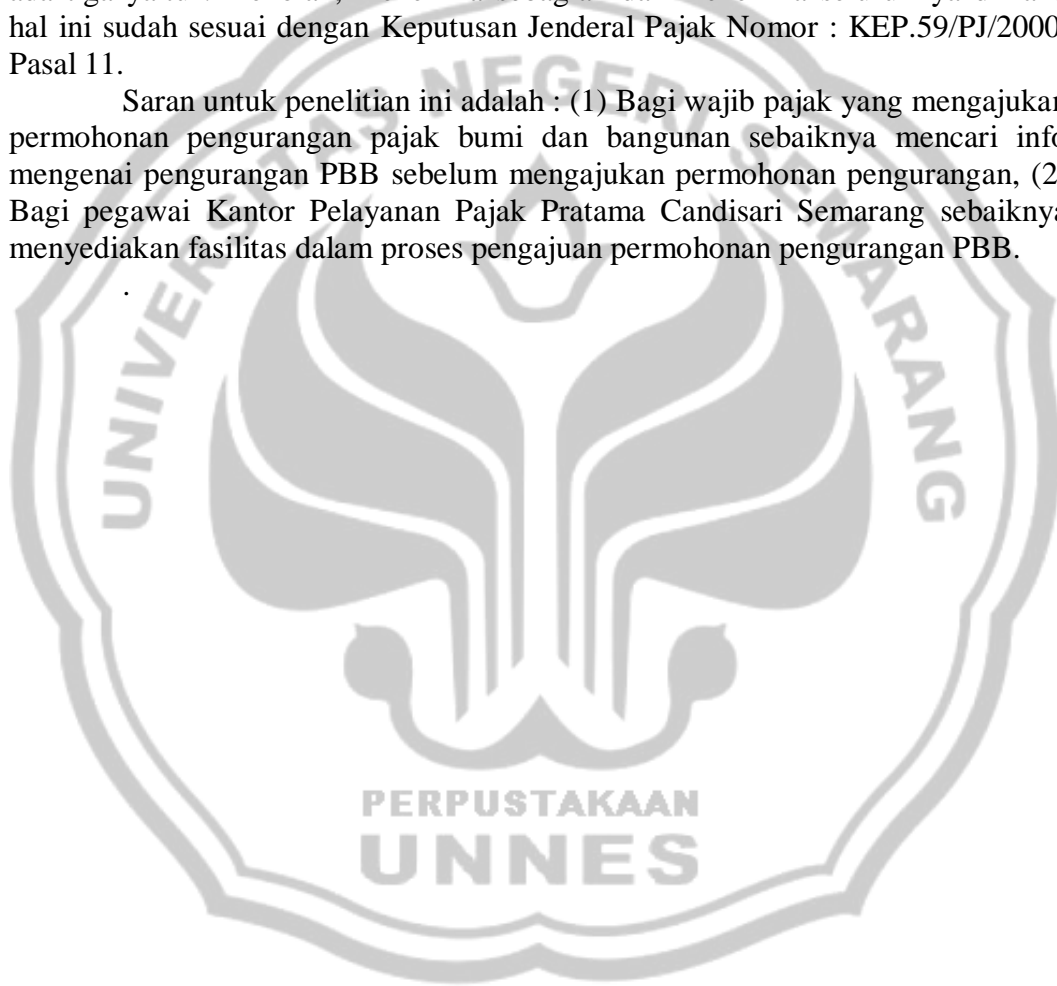 hal ini sudah sesuai dengan Keputusan Jenderal Pajak Nomor : KEP.59/PJ/2000
Pasal 11.
Saran untuk penelitian ini adalah : (1) Bagi wajib pajak yang mengajukan
permohonan pengurangan pajak bumi dan bangunan sebaiknya mencari info
mengenai pengurangan PBB sebelum mengajukan permohonan pengurangan, (2
Bagi pegawai Kantor Pelayanan Pajak Pratama Candisari Semarang sebaiknya
menyediakan fasilitas dalam proses pengajuan permohonan pengurangan PBB.
.
UNIVERSITAS NEGERI SEMARANG
PERPUSTAKAAN
UNNES